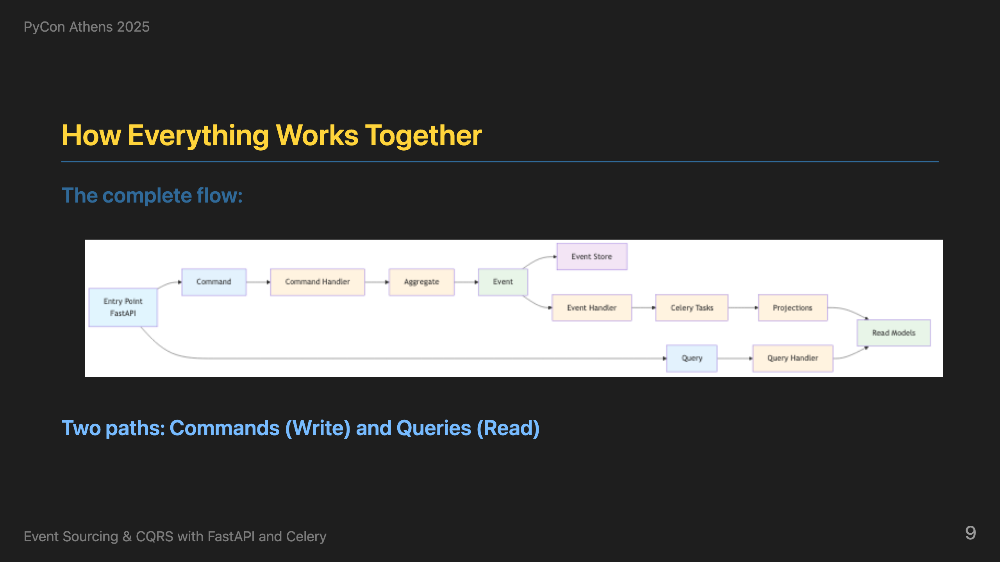 PyCon Athens 2025
How Everything Works Together
The complete flow:
Entry Point
FastAPI
Command
Command Handler
Aggregate
Event
Event Store
Event Handler
Celery Tasks
Projections
Read Models
Query
Query Handler
Two paths: Commands (Write) and Queries (Read)
Event Sourcing & CQRS with FastAPI and Celery
9